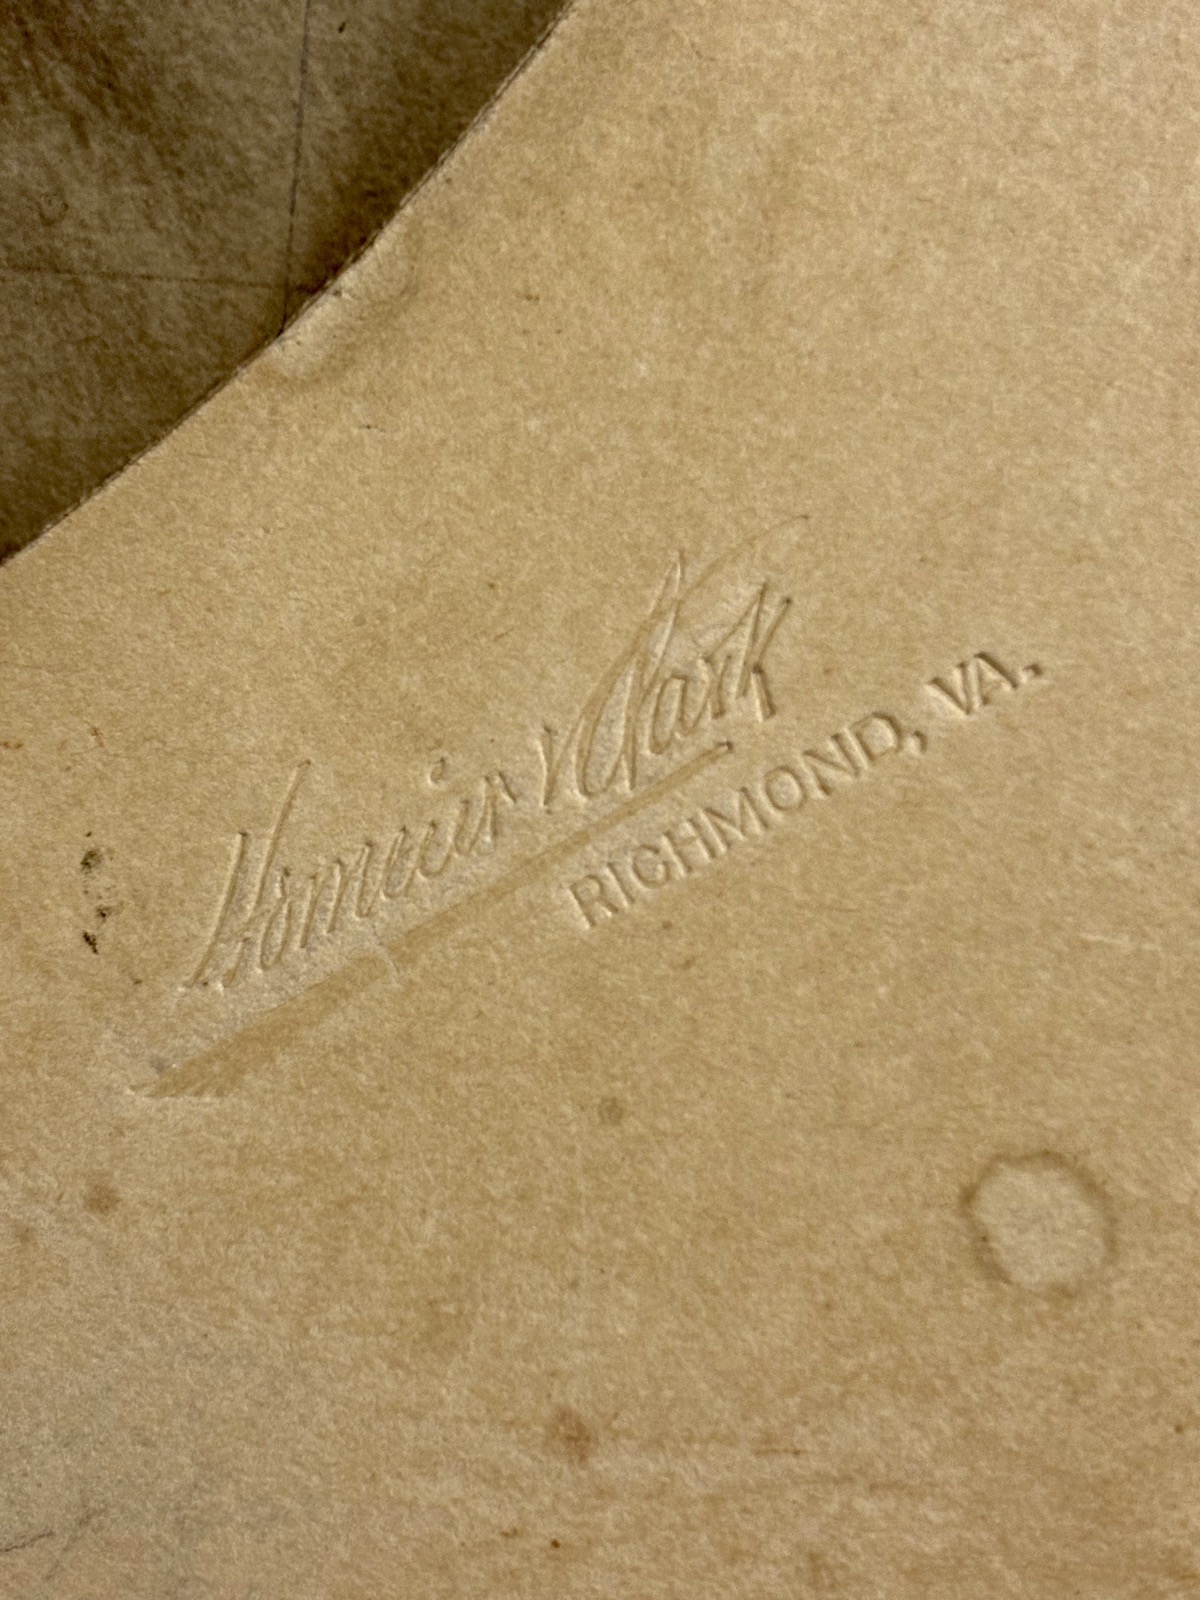 Homeier & Clark
RICHMOND, VA.